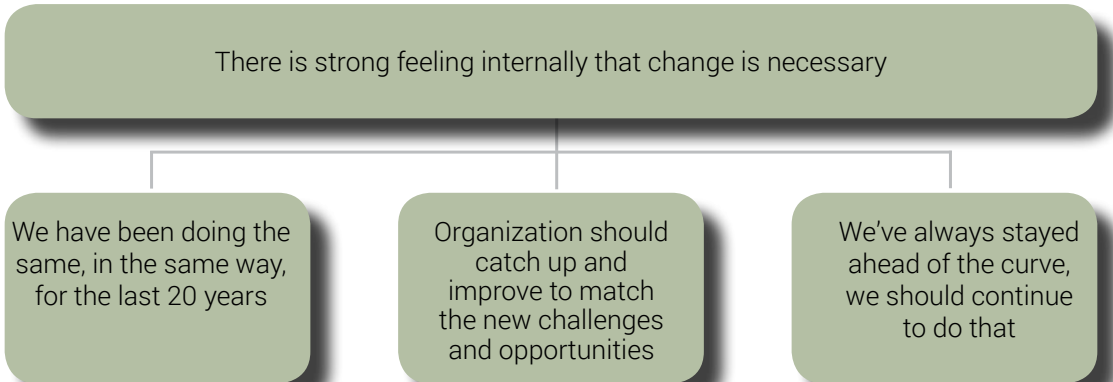 There is strong feeling internally that change is necessary
We have been doing the
same, in the same way,
for the last 20 years
Organization should
catch up and
improve to match
the new challenges
and opportunities
We've always stayed
ahead of the curve,
we should continue
to do that